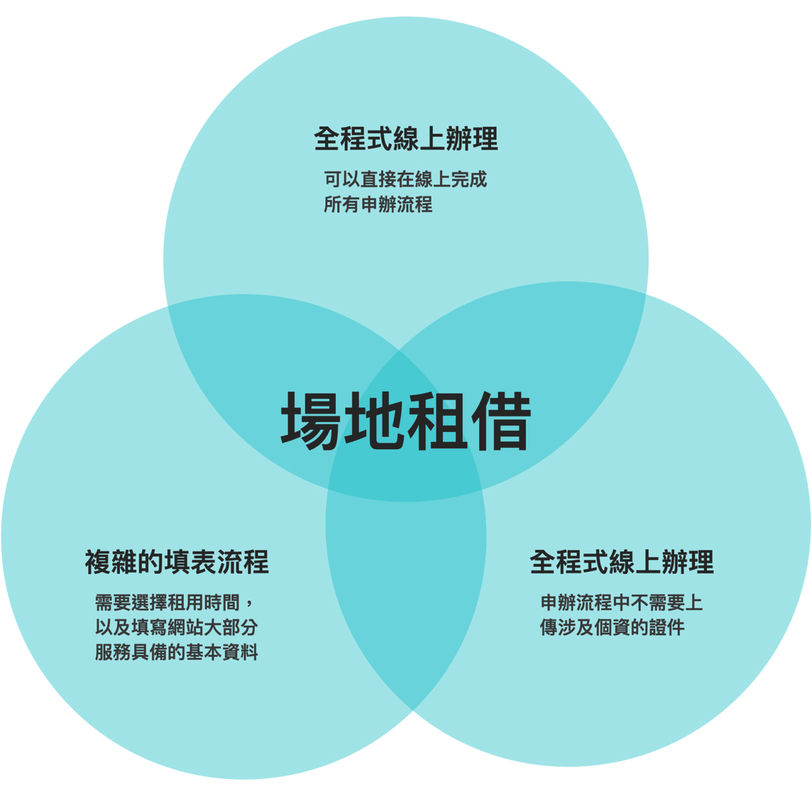 全程式線上辦理
可以直接在線上完成
所有申辦流程
場地租借
複雜的填表流程
需要選擇租用時間，
以及填寫網站大部分
服務具備的基本資料
全程式線上辦理
申辦流程中不需要上
傳涉及個資的證件